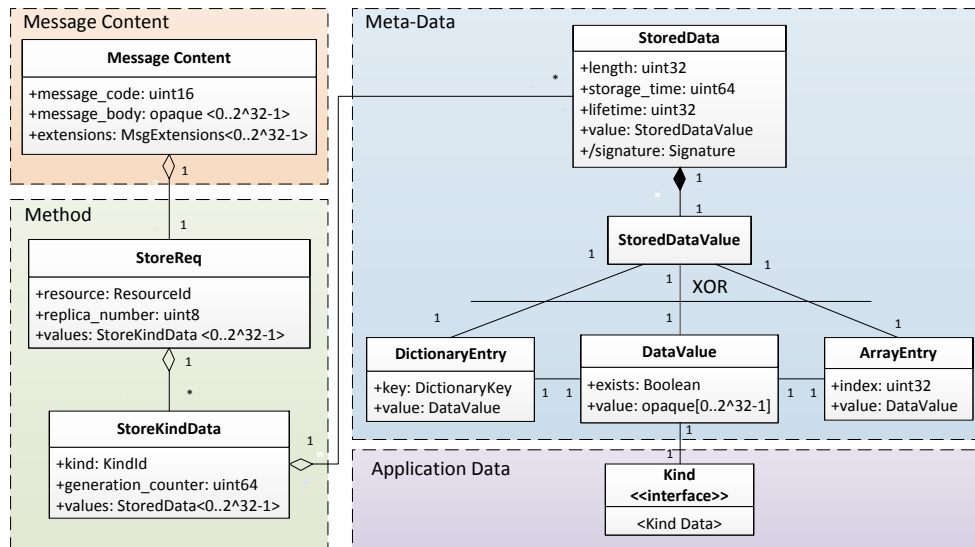 Message Content
Message Content
+message_code: uint16
+message_body: opaque <0..2^32-1>
+extensions: MsgExtensions<0..2^32-1>
1
Method
1
StoreReq
+resource: ResourceId
+replica_number: uint8
+values: StoreKindData <0..2^32-1>
1
*
StoreKindData
+kind: KindId
+generation_counter: uint64
+values: StoredData<0..2^32-1>
1
*
Meta-Data
StoredData
+length: uint32
+storage_time: uint64
+lifetime: uint32
+value: StoredDataValue
+/signature: Signature
1
1
StoredDataValue
1
1
1
XOR
1
1
1
DictionaryEntry
+key: DictionaryKey
+value: DataValue
1
1
DataValue
+exists: Boolean
+value: opaque[0..2^32-1]
1
1
ArrayEntry
+index: uint32
+value: DataValue
1
Application Data
1
Kind
<<interface>>
<Kind Data>